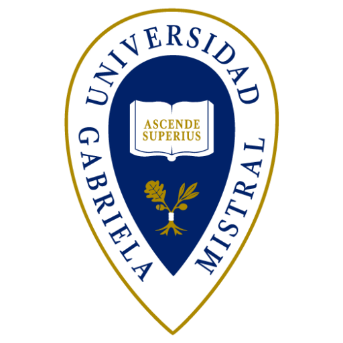 UNIVERSIDAD
GABRIELA
MISTRAL
ASCENDE
SUPERIUS